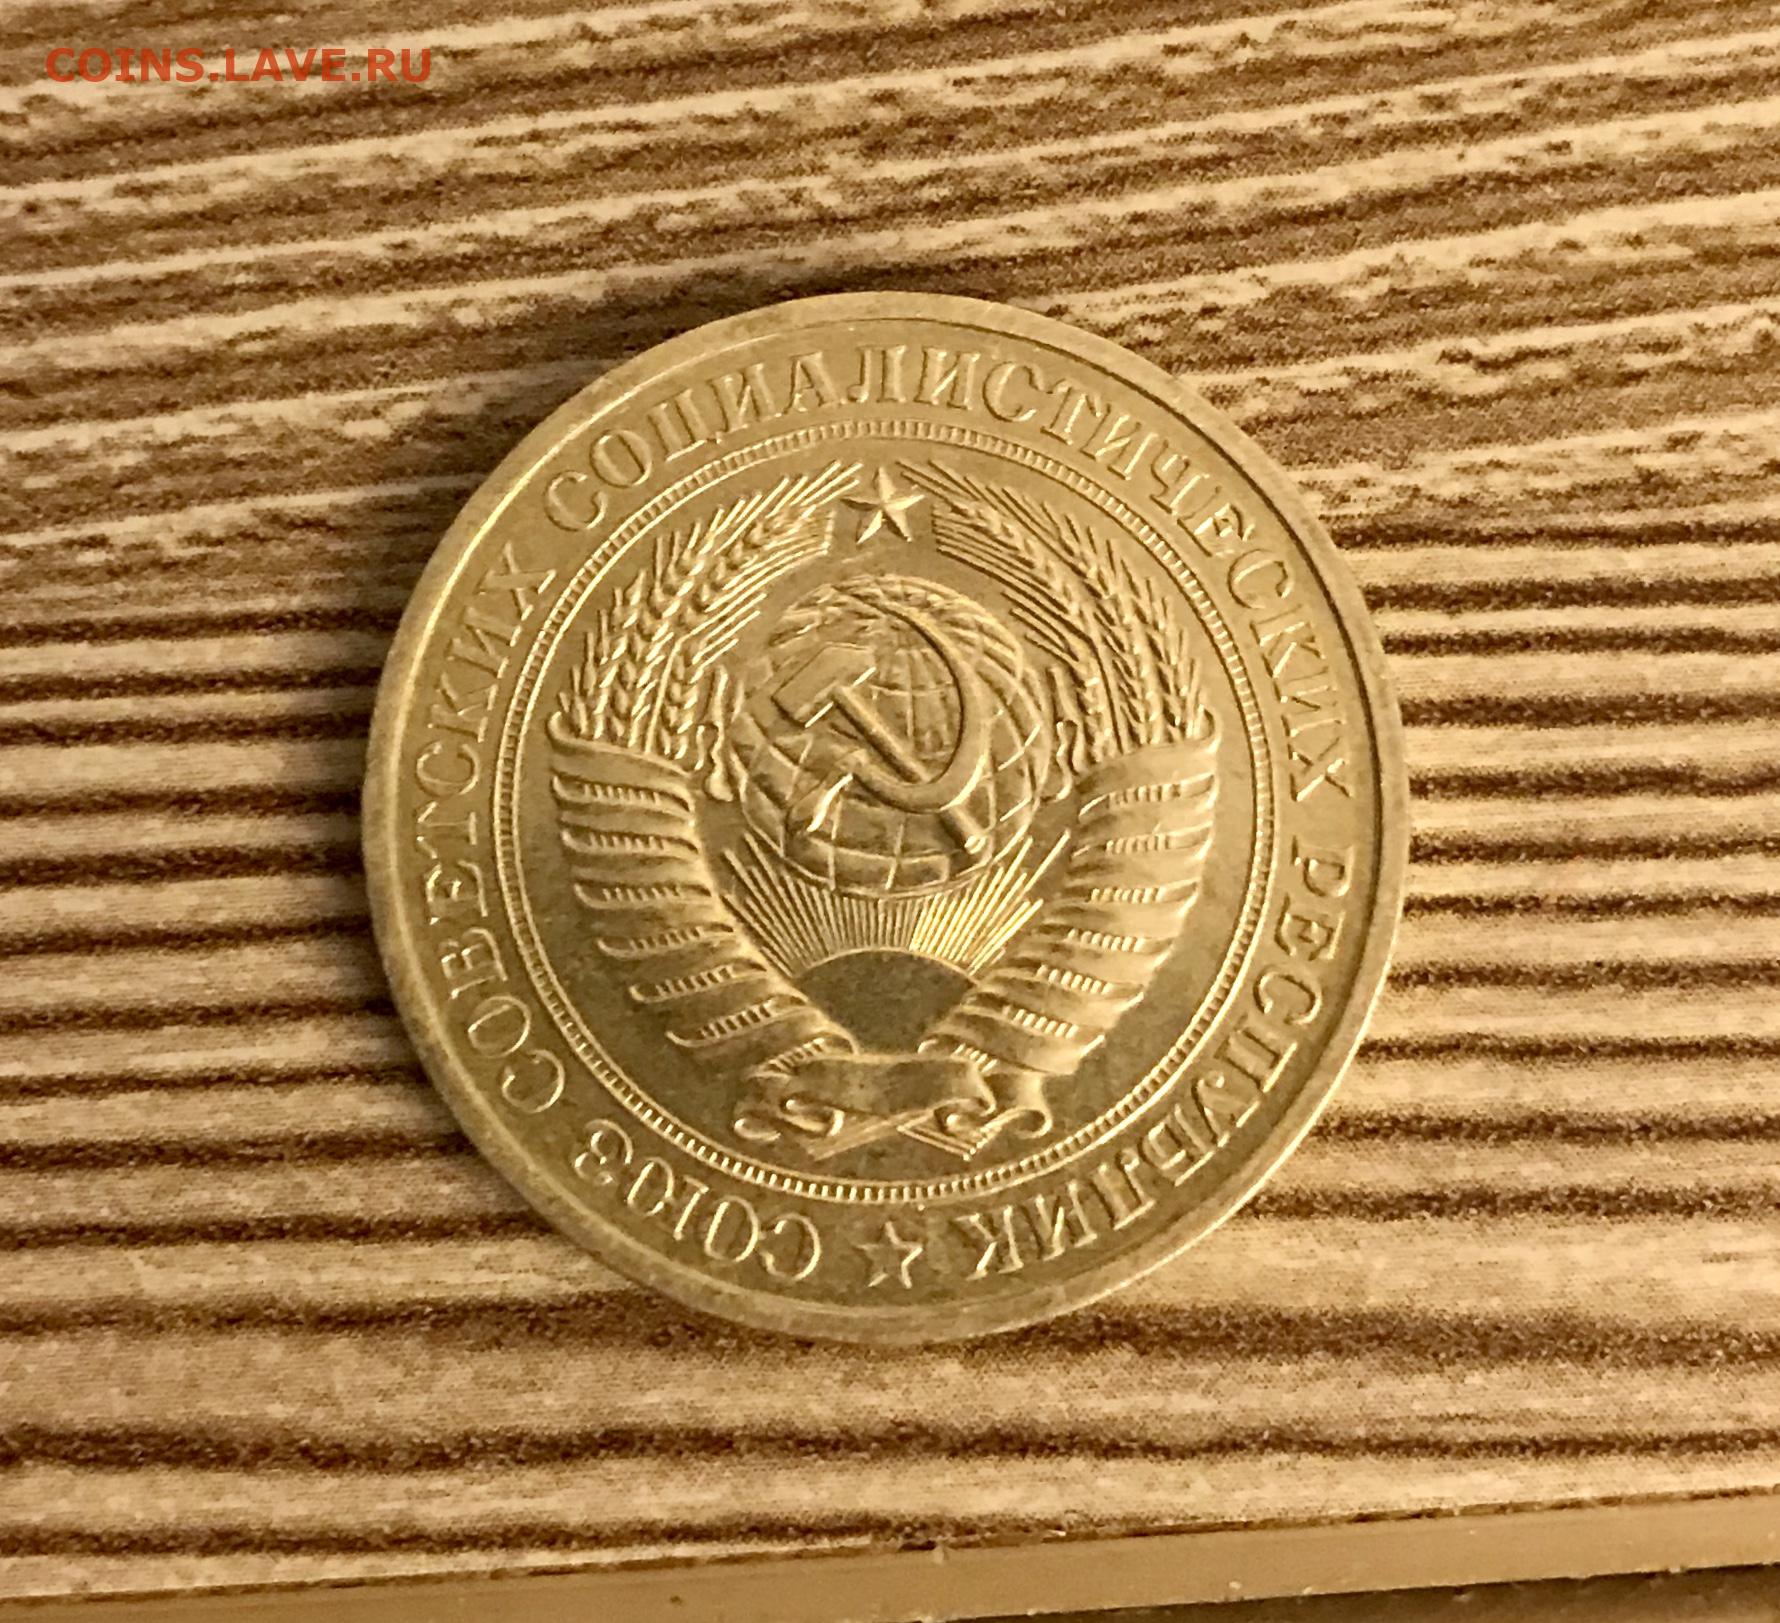 COINS.LAVE.RU
СОЮЗ СОВЕТСКИХ СОЦИАЛИСТИЧЕСКИХ РЕСПУБЛИК